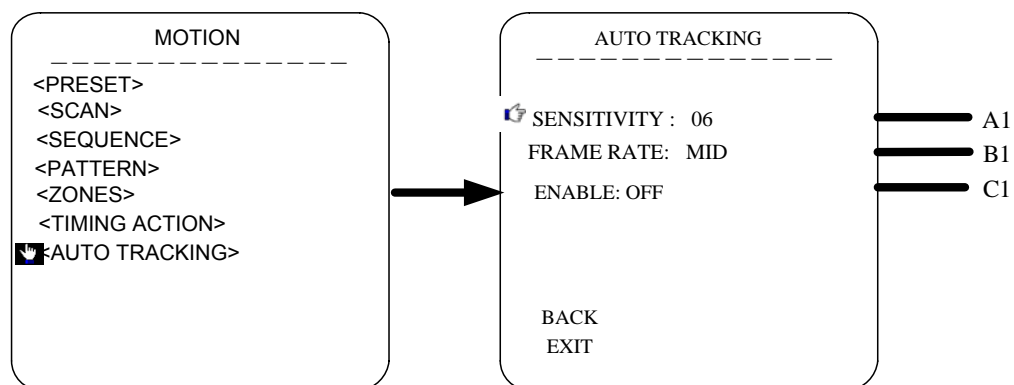 MOTION
<PRESET>
<SCAN>
<SEQUENCE>
<PATTERN>
<ZONES>
<TIMING ACTION>
<AUTO TRACKING>
AUTO TRACKING
SENSITIVITY : 06
FRAME RATE: MID
ENABLE: OFF
BACK
EXIT
A1
B1
C1